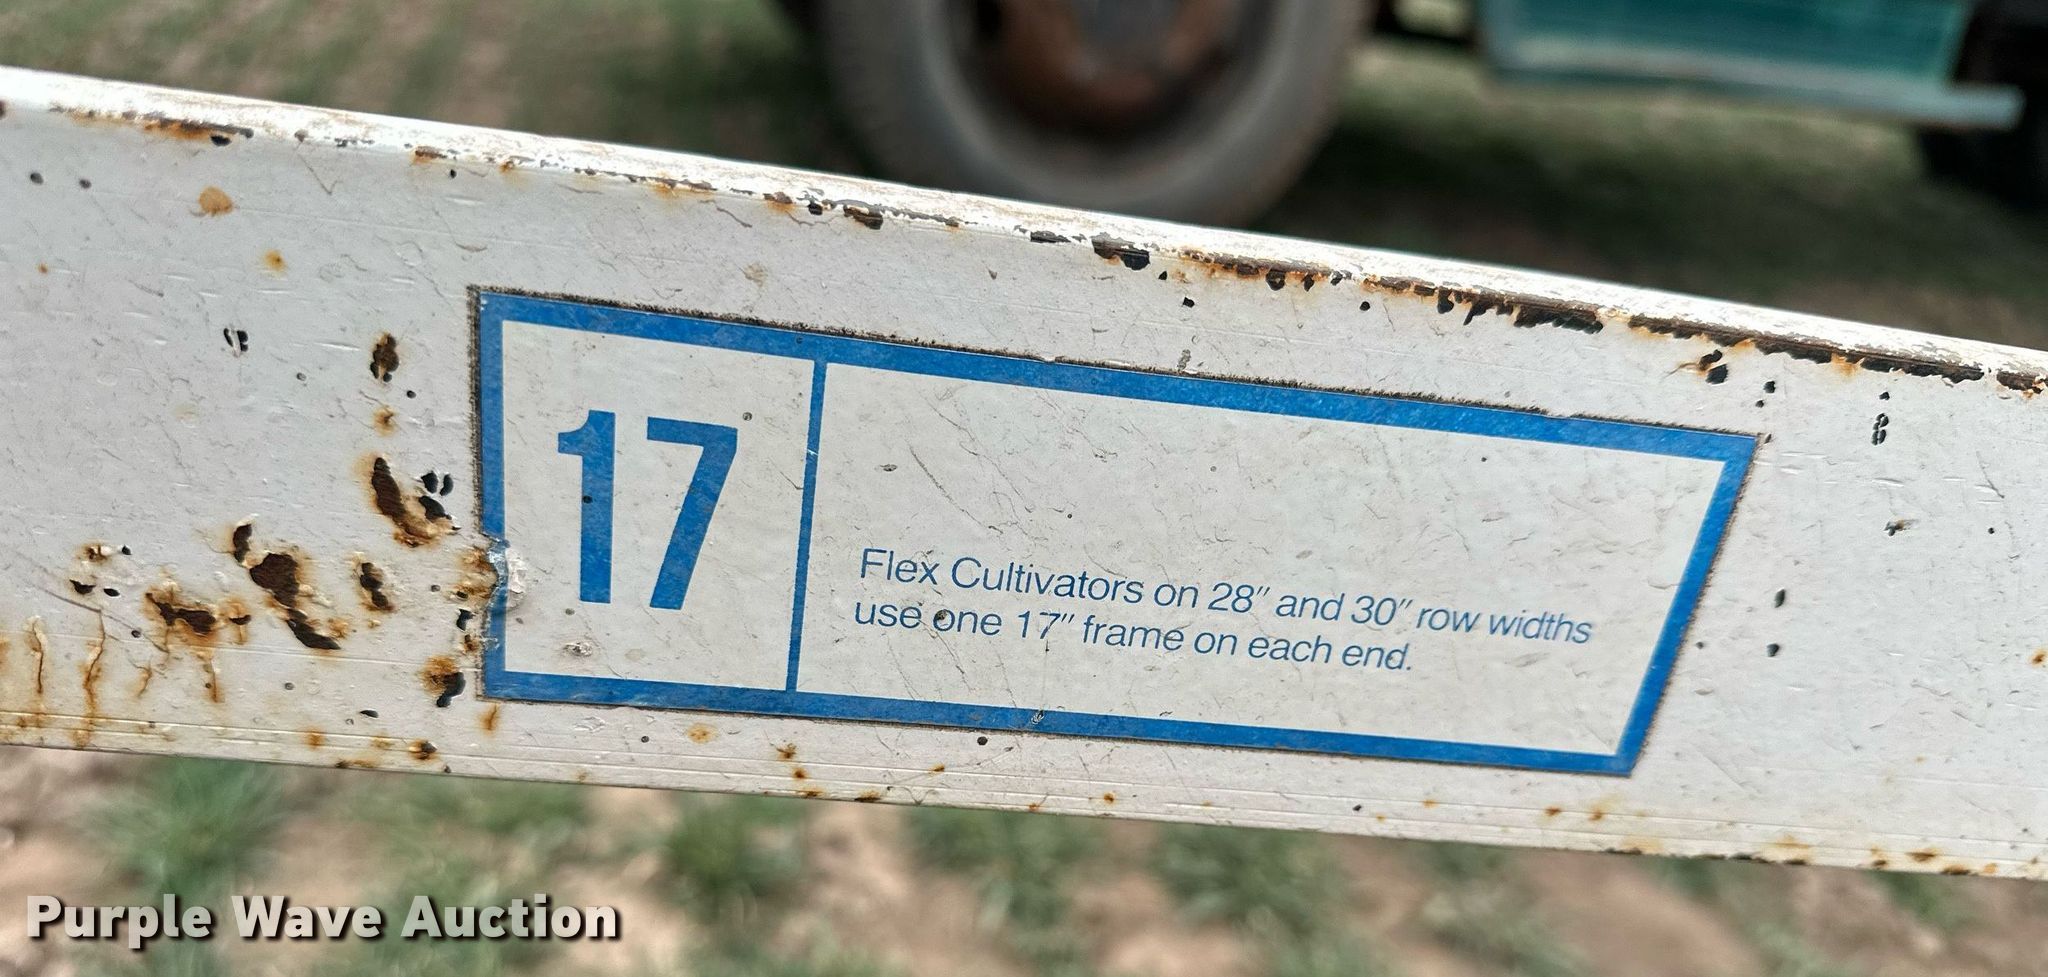 17
Flex Cultivators on 28" and 30" row widths
use one 17" frame on each end.
Purple Wave Auction